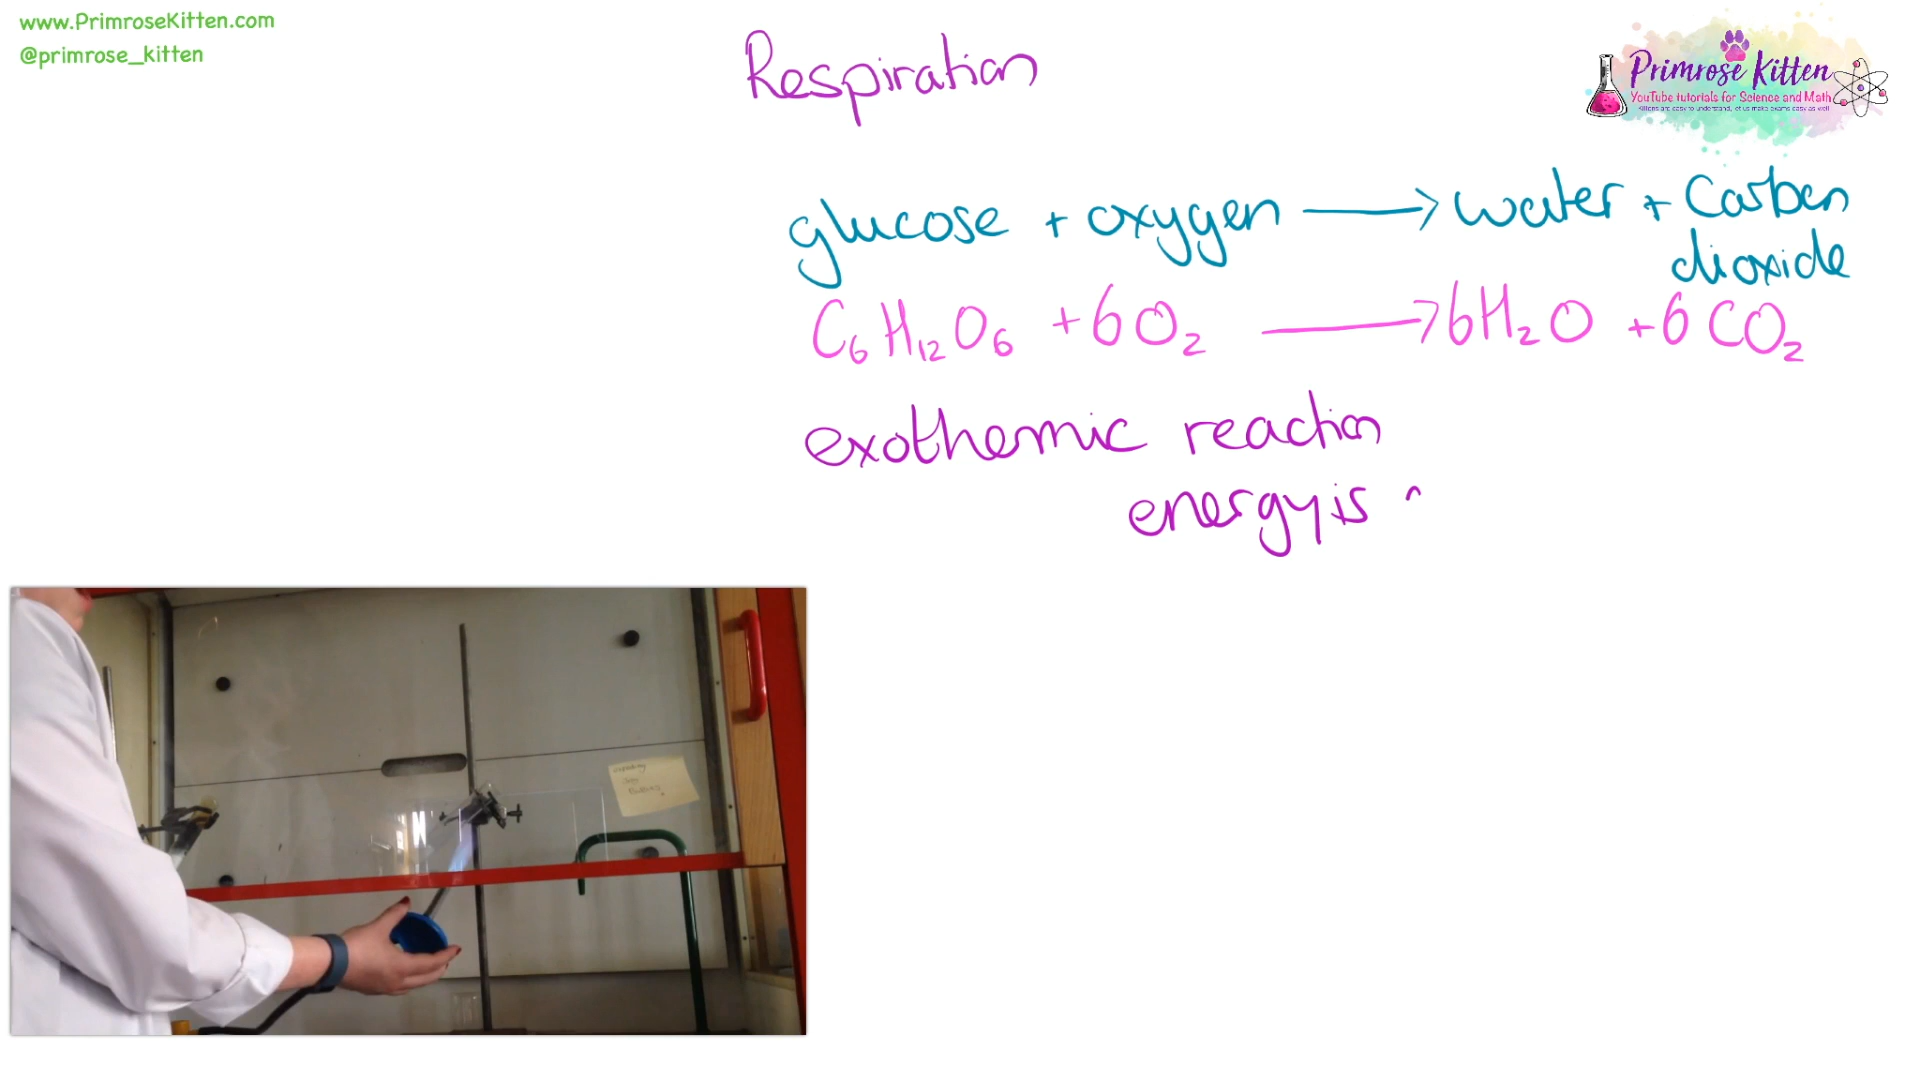 www.PrimroseKitten.com
@primrose_kitten
Respiration
Primrose Kitten
YouTube tutorials for Science and Math
glucose + oxygen → water + Carbon
dioxide
C₆H₁₂O₆ + 6O₂ → 6H₂O + 6CO₂
exothermic reaction
energy is